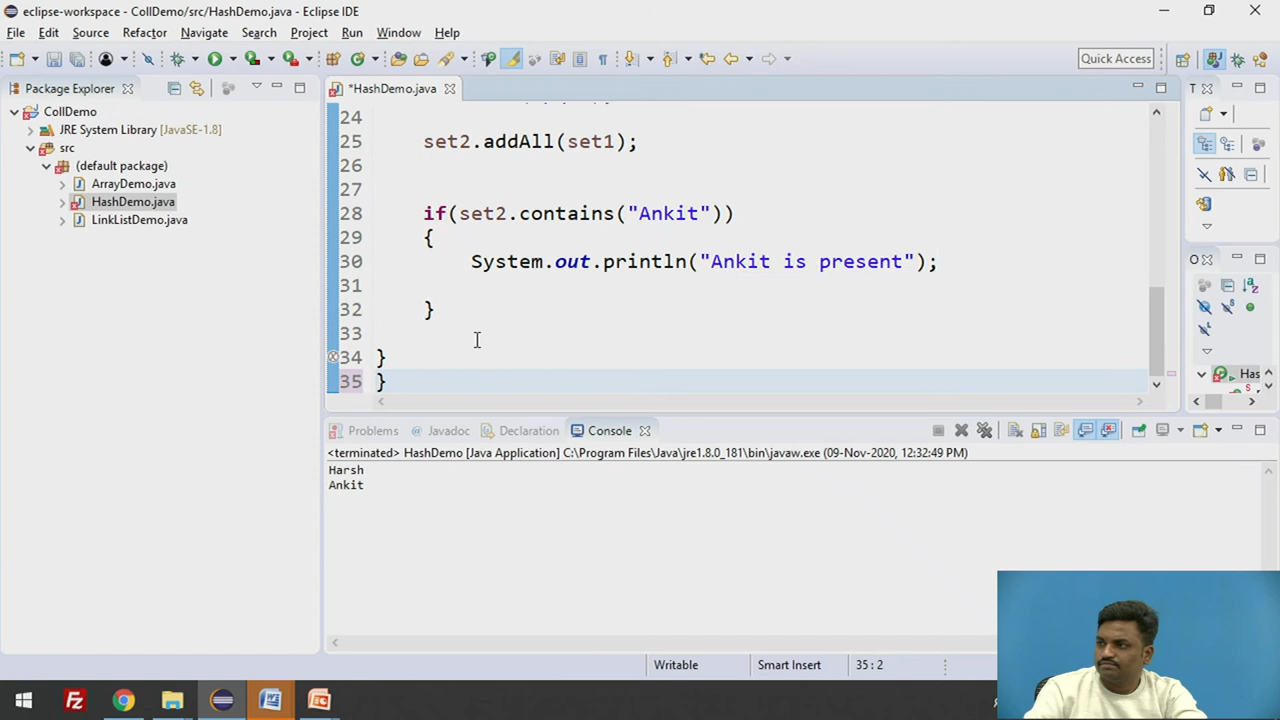 eclipse-workspace - CollDemo/src/HashDemo.java - Eclipse IDE
File Edit Source Refactor Navigate Search Project Run Window Help
Quick Access
Package Explorer
*HashDemo.java
T
CollDemo
JRE System Library [JavaSE-1.8]
src
(default package)
ArrayDemo.java
HashDemo.java
LinkListDemo.java
24
25 set2.addAll(set1);
26
27
28 if(set2.contains("Ankit"))
29 {
30 System.out.println("Ankit is present");
31
32 }
33
34 }
35 }
O
Has
Problems Javadoc Declaration Console
<terminated> HashDemo [Java Application] C:\Program Files\Java\jre1.8.0_181\bin\javaw.exe (09-Nov-2020, 12:32:49 PM)
Harsh
Ankit
Writable Smart Insert 35 : 2